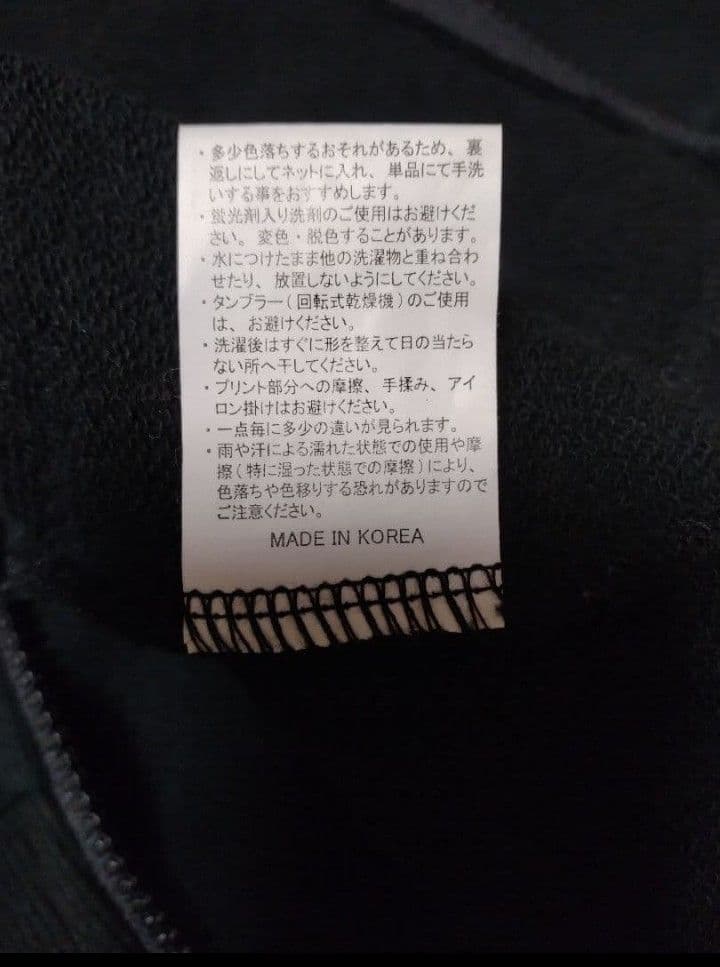 ・多少色落ちするおそれがあるため、裏
返しにしてネットに入れ、単品にて手洗
いする事をおすすめします。
・蛍光剤入り洗剤のご使用はお避けくだ
さい。変色・脱色することがあります。
・水につけたまま他の洗濯物と重ね合わ
せたり、放置しないようにしてください。
・タンブラー(回転式乾燥機)のご使用
は、お避けください。
・洗濯後はすぐに形を整えて日の当たら
ない所へ干してください。
・プリント部分への摩擦、手揉み、アイ
ロン掛けはお避けください。
・一点毎に多少の違いが見られます。
・雨や汗による濡れた状態での使用や摩
擦(特に湿った状態での摩擦)により、
色落ちや色移りする恐れがありますので
ご注意ください。
MADE IN KOREA